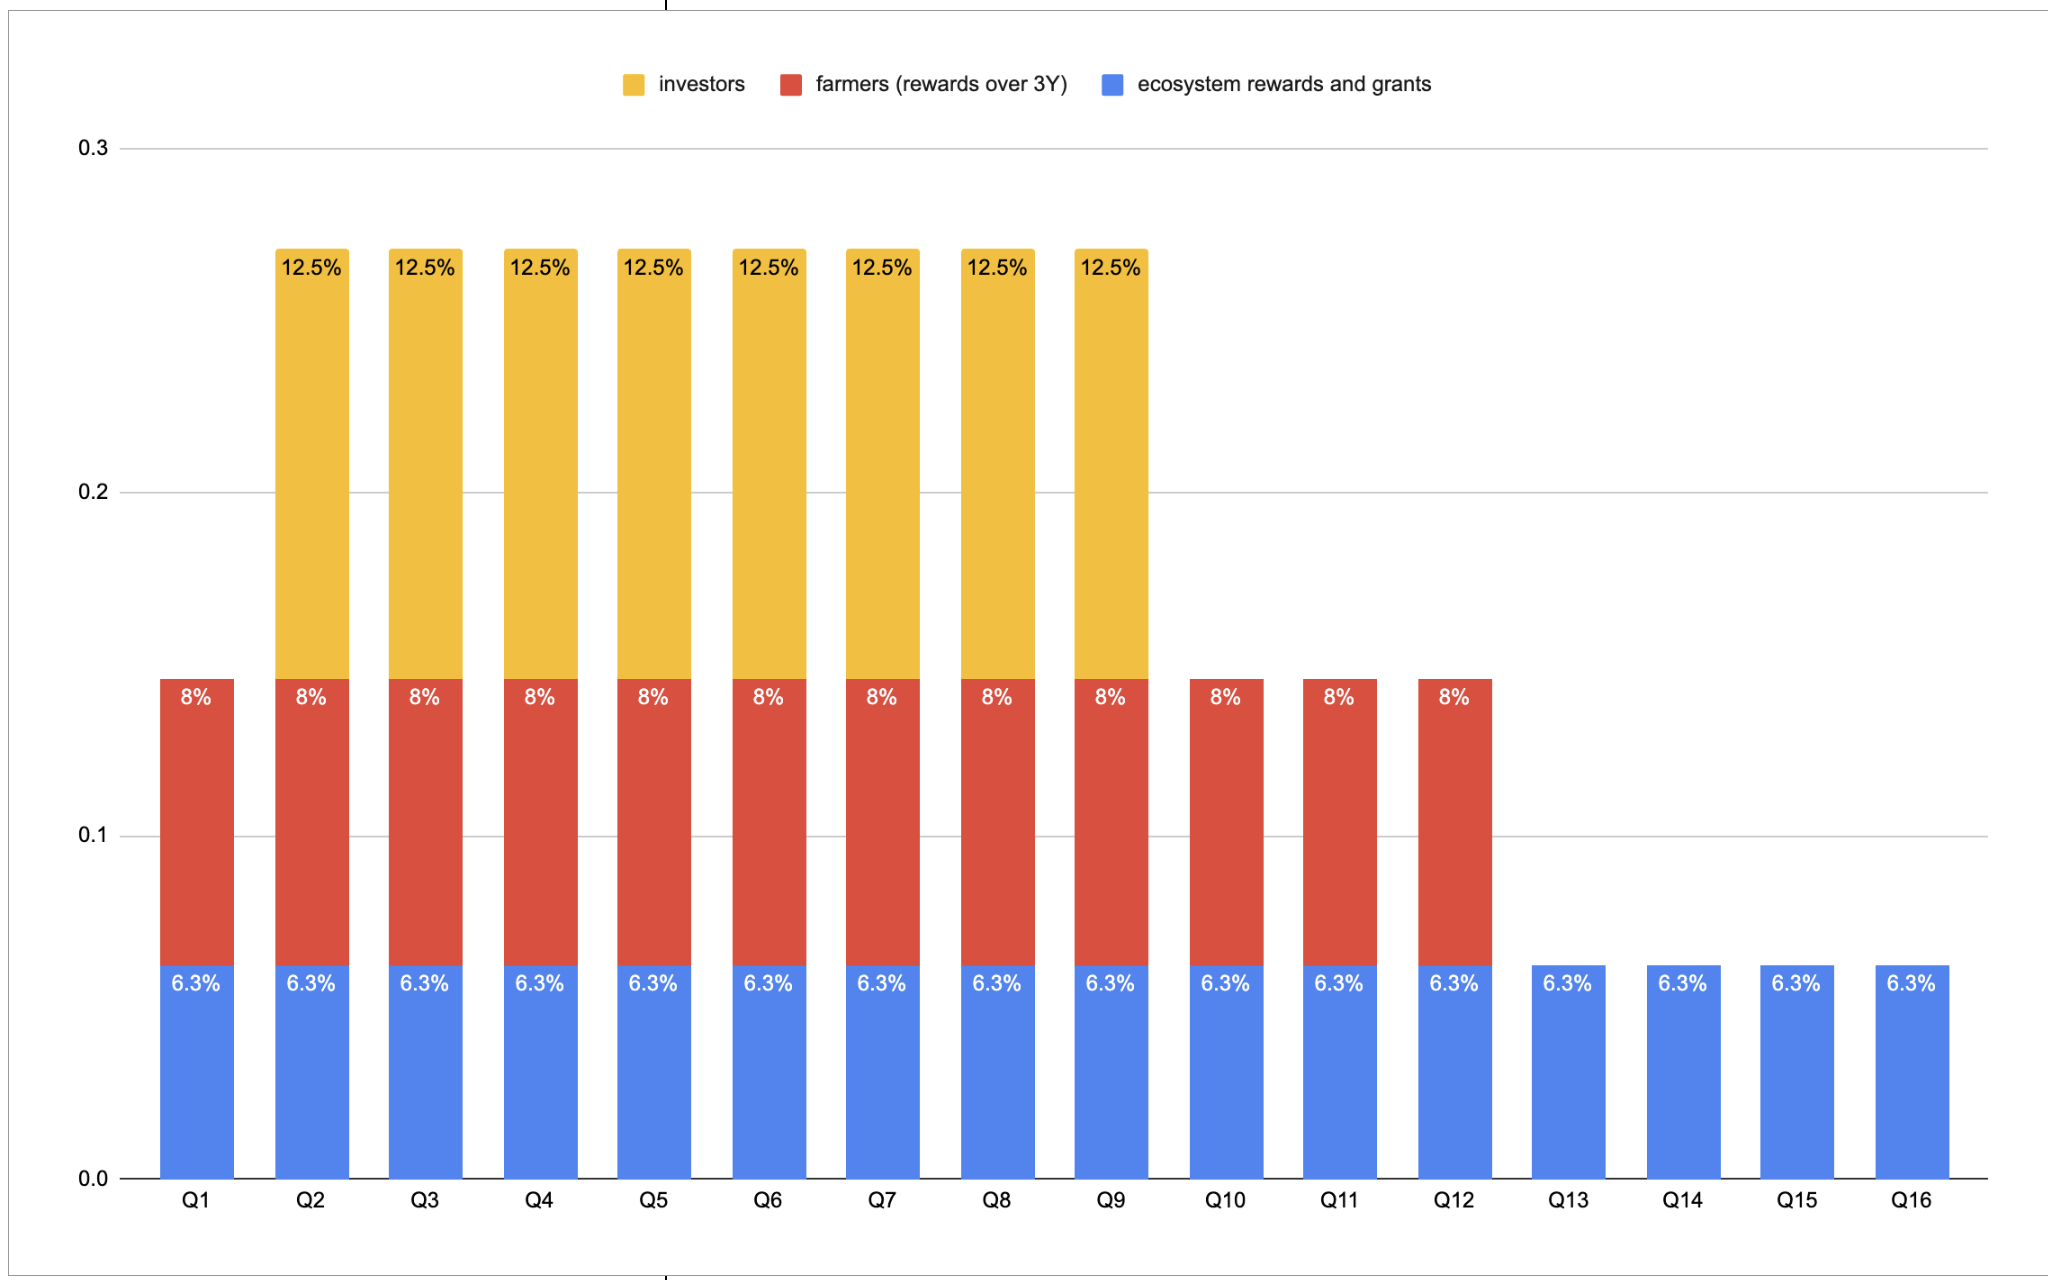 investors farmers (rewards over 3Y) ecosystem rewards and grants
0.3
12.5% 12.5% 12.5% 12.5% 12.5% 12.5% 12.5% 12.5%
0.2
8% 8% 8% 8% 8% 8% 8% 8% 8% 8% 8% 8%
0.1
6.3% 6.3% 6.3% 6.3% 6.3% 6.3% 6.3% 6.3% 6.3% 6.3% 6.3% 6.3% 6.3% 6.3% 6.3% 6.3%
0.0
Q1 Q2 Q3 Q4 Q5 Q6 Q7 Q8 Q9 Q10 Q11 Q12 Q13 Q14 Q15 Q16